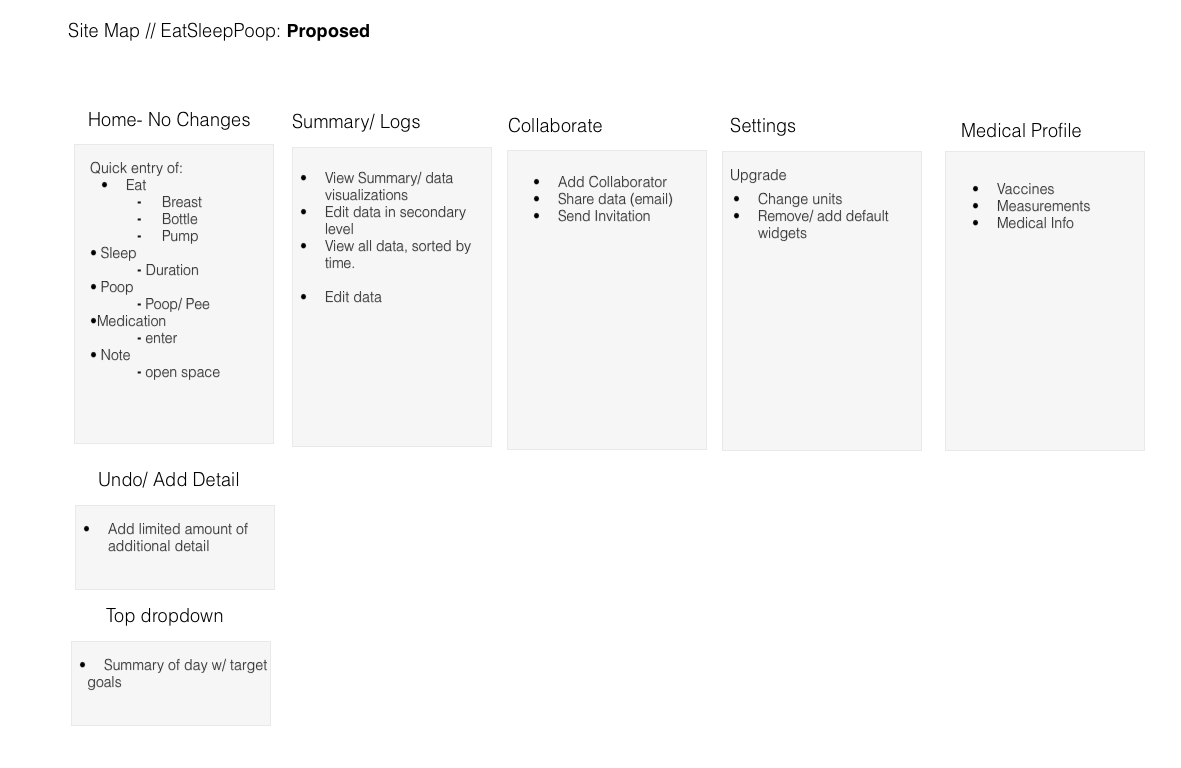 Site Map // EatSleepPoop: Proposed
Home- No Changes
Quick entry of:
• Eat
- Breast
- Bottle
- Pump
• Sleep
- Duration
• Poop
- Poop/ Pee
•Medication
- enter
• Note
- open space
Summary/ Logs
• View Summary/ data
visualizations
• Edit data in secondary
level
• View all data, sorted by
time.
• Edit data
Collaborate
• Add Collaborator
• Share data (email)
• Send Invitation
Settings
Upgrade
• Change units
• Remove/ add default
widgets
Medical Profile
• Vaccines
• Measurements
• Medical Info
Undo/ Add Detail
• Add limited amount of
additional detail
Top dropdown
• Summary of day w/ target
goals